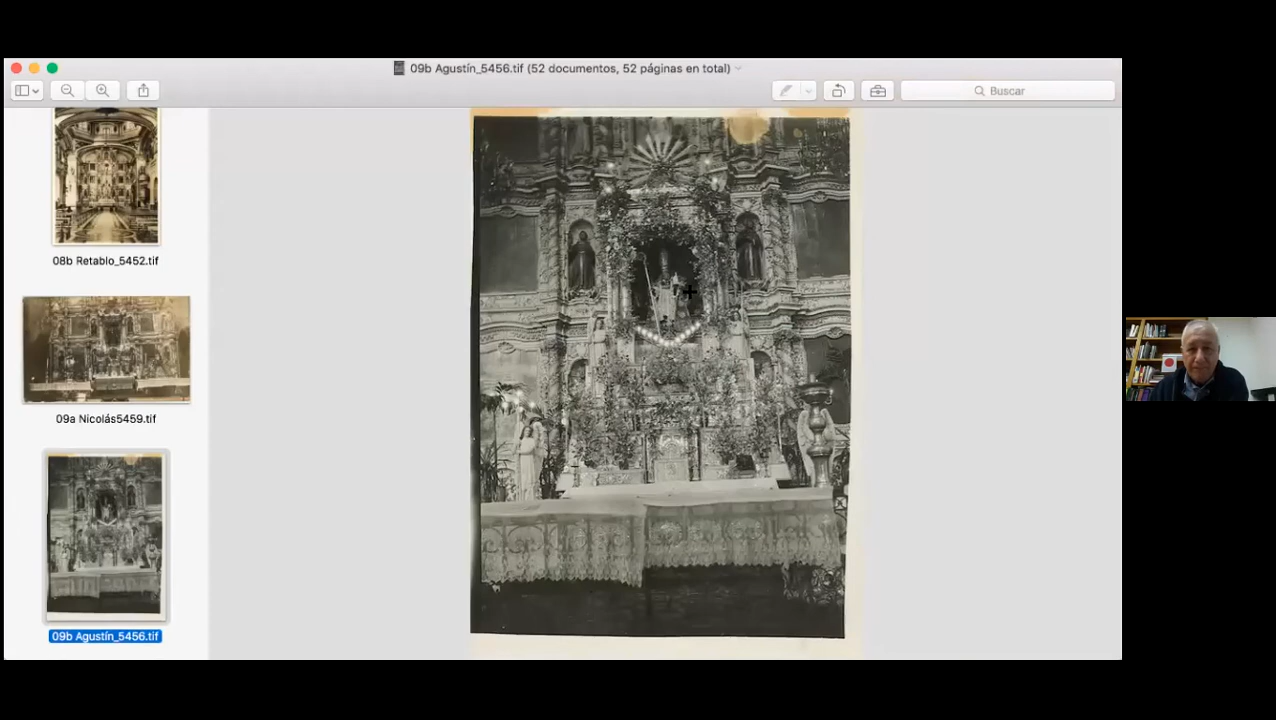 09b Agustín_5456.tif (52 documentos, 52 páginas en total)
Buscar
08b Retablo_5452.tif
09a Nicolás5459.tif
09b Agustín_5456.tif